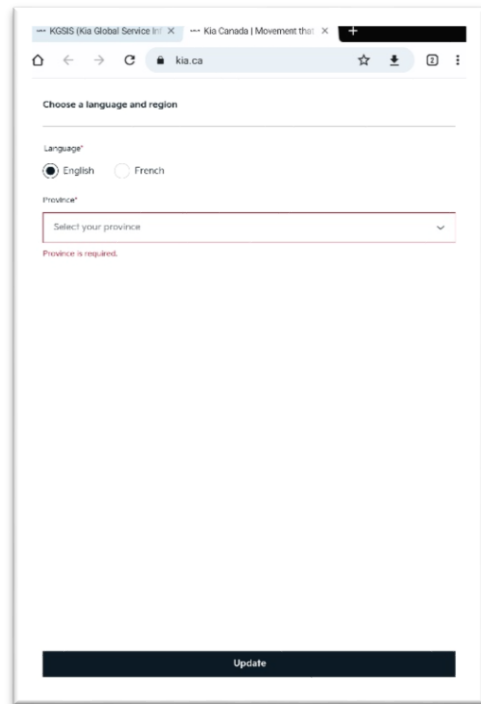 KGSIS (Kia Global Service Inf
Kia Canada | Movement that
kia.ca
2
Choose a language and region
Language*
English French
Province*
Select your province
Province is required.
Update